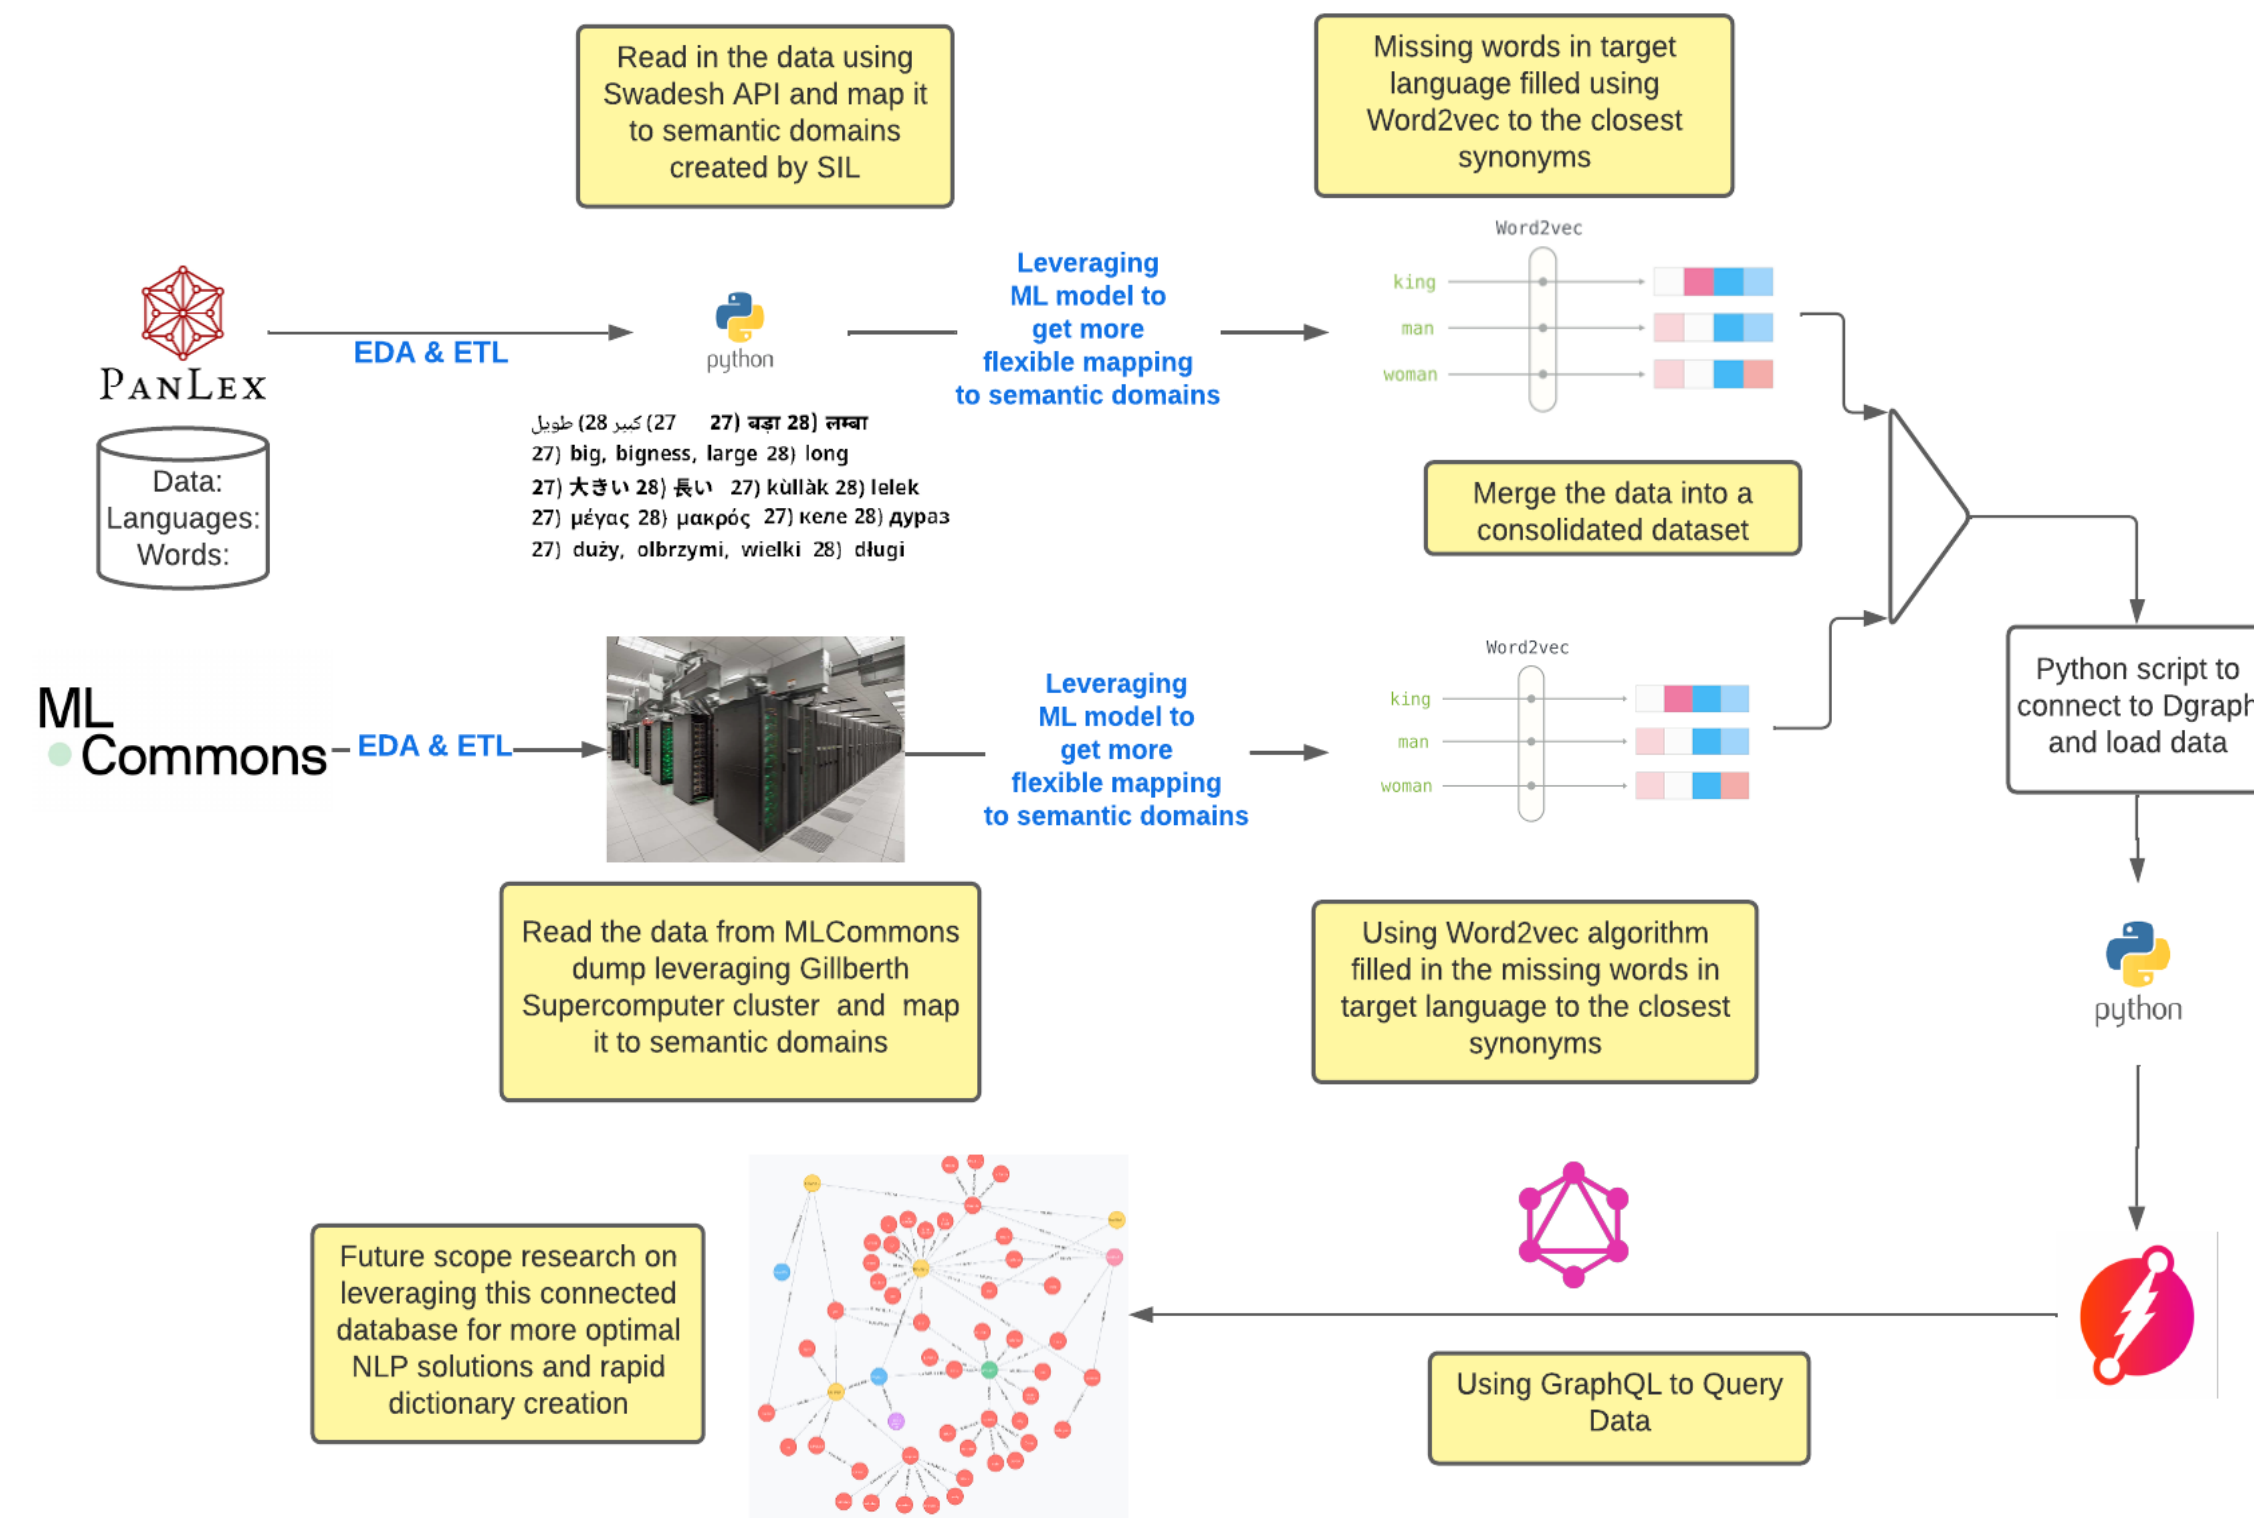 Read in the data using
Swadesh API and map it
to semantic domains
created by SIL
Missing words in target
language filled using
Word2vec to the closest
synonyms
PANLEX
EDA & ETL
python
Leveraging
ML model to
get more
flexible mapping
to semantic domains
Word2vec
king
man
woman
Data:
Languages:
Words:
27) كبير 28) طويل
27) बड़ा 28) लम्बा
27) big, bigness, large 28) long
27) 大きい 28) 長い 27) kùllàk 28) lelek
27) μέγας 28) μακρός 27) келе 28) дураз
27) duży, olbrzymi, wielki 28) długi
Merge the data into a
consolidated dataset
ML
Commons
EDA & ETL
Leveraging
ML model to
get more
flexible mapping
to semantic domains
Word2vec
king
man
woman
Python script to
connect to Dgraph
and load data
Read the data from MLCommons
dump leveraging Gillberth
Supercomputer cluster and map
it to semantic domains
Using Word2vec algorithm
filled in the missing words in
target language to the closest
synonyms
python
Future scope research on
leveraging this connected
database for more optimal
NLP solutions and rapid
dictionary creation
Using GraphQL to Query
Data